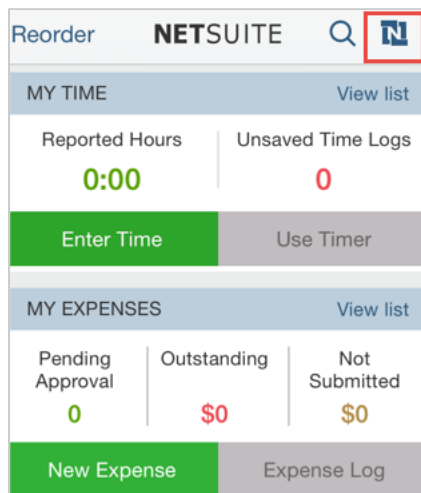 Reorder NETSUITE N
MY TIME View list
Reported Hours Unsaved Time Logs
0:00 0
Enter Time Use Timer
MY EXPENSES View list
Pending Approval Outstanding Not Submitted
0 $0 $0
New Expense Expense Log